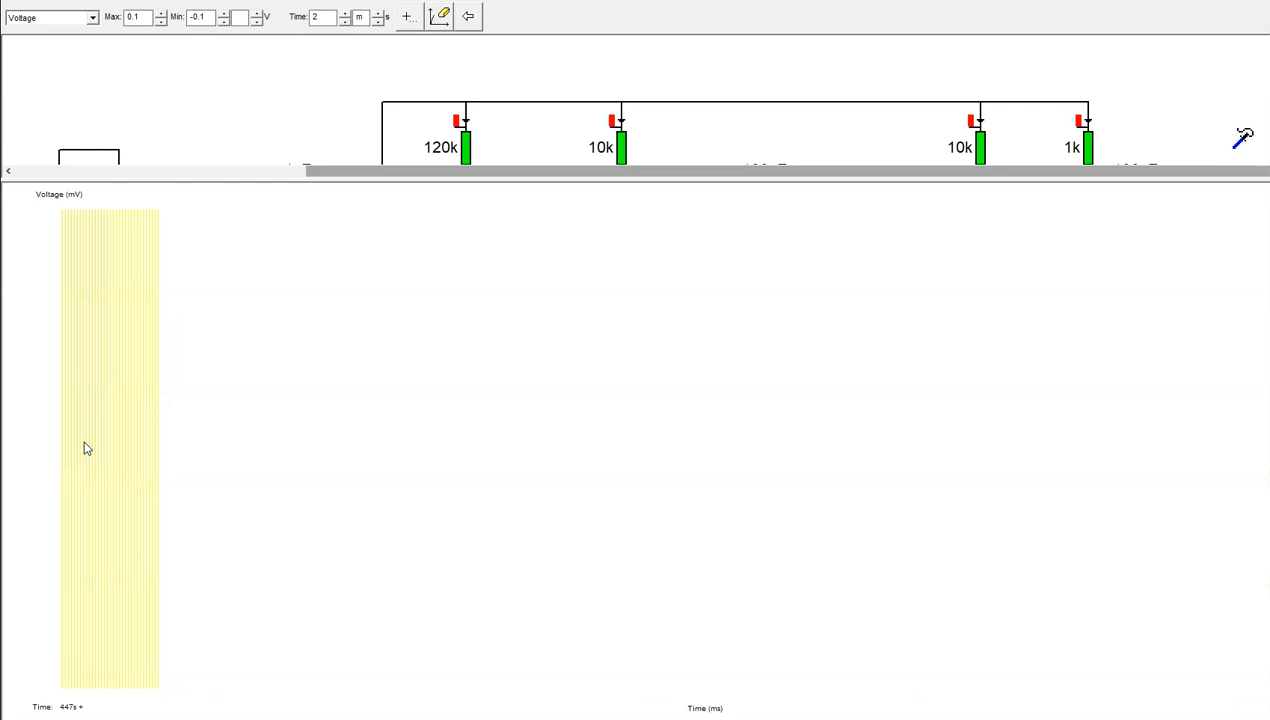 Voltage Max: 0.1 Min: -0.1 V Time: 2 m s
120k 10k 10k 1k
Voltage (mV)
Time: 447s +
Time (ms)